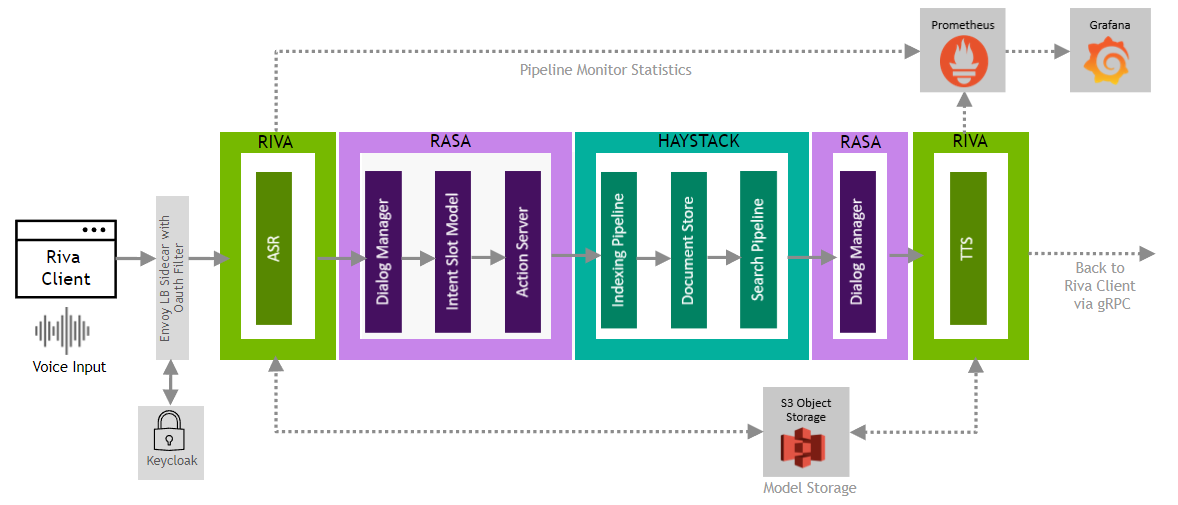 Prometheus
Grafana
Pipeline Monitor Statistics
RIVA
RASA
HAYSTACK
RASA
RIVA
Riva
Client
Voice Input
Envoy LB Sidecar with
Oauth Filter
Keycloak
ASR
Dialog Manager
Intent Slot Model
Action Server
Indexing Pipeline
Document Store
Search Pipeline
Dialog Manager
TTS
Back to
Riva Client
via gRPC
S3 Object
Storage
Model Storage